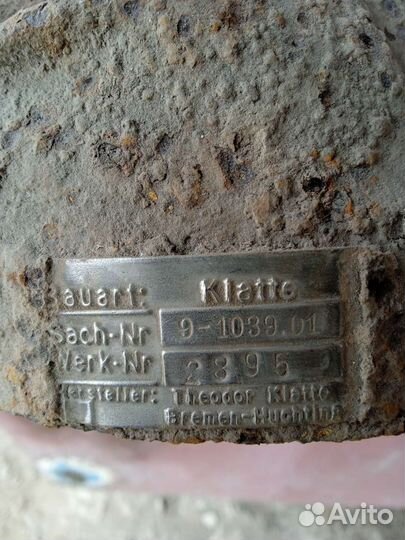 Bauart: Klatte
Sach-Nr 9-1039.01
Werk-Nr 2895
Hersteller: Theodor Klatte
Bremen-Huchting
Avito